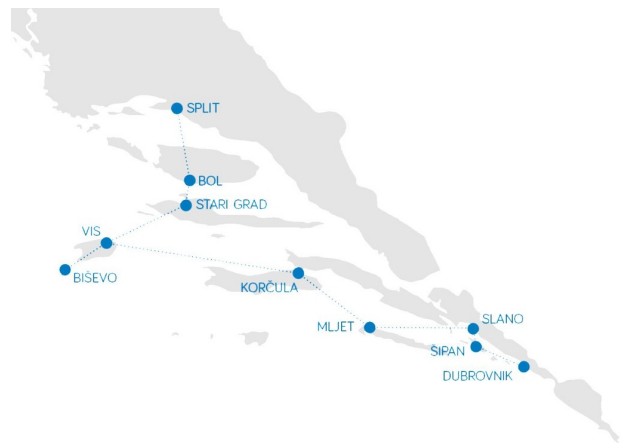 SPLIT
BOL
STARI GRAD
VIS
BIŠEVO
KORČULA
MLJET
SLANO
ŠIPAN
DUBROVNIK